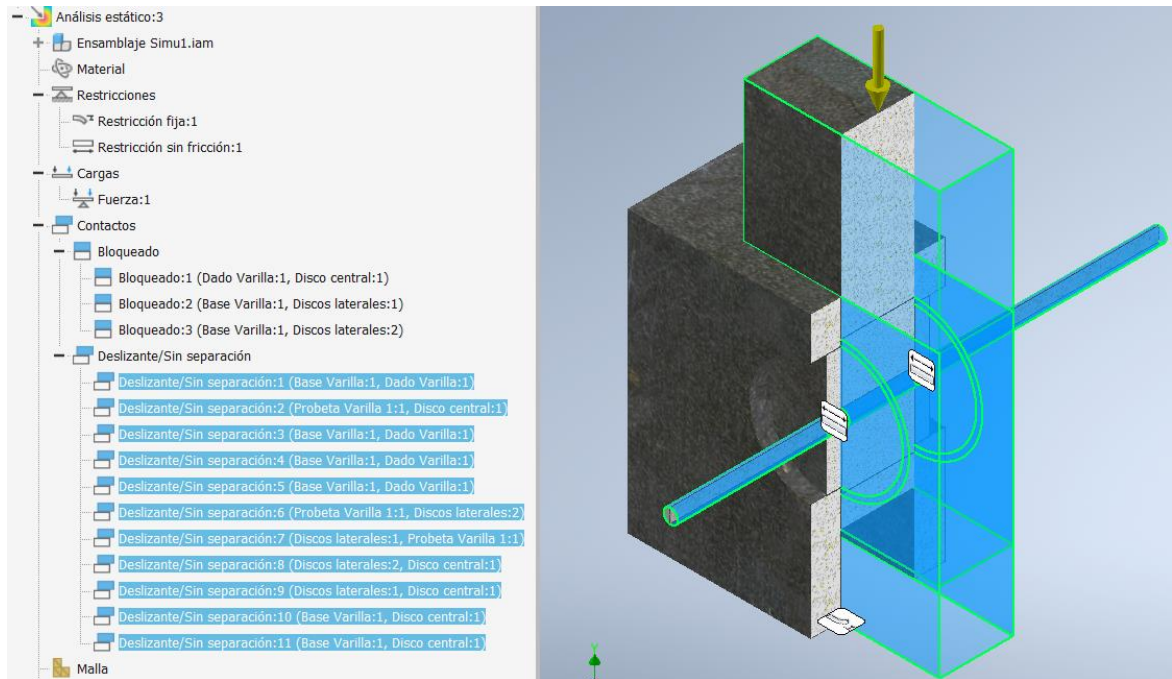 Análisis estático:3
Ensamblaje Simu1.iam
Material
Restricciones
Restricción fija:1
Restricción sin fricción:1
Cargas
Fuerza:1
Contactos
Bloqueado
Bloqueado:1 (Dado Varilla:1, Disco central:1)
Bloqueado:2 (Base Varilla:1, Discos laterales:1)
Bloqueado:3 (Base Varilla:1, Discos laterales:2)
Deslizante/Sin separación
Deslizante/Sin separación:1 (Base Varilla:1, Dado Varilla:1)
Deslizante/Sin separación:2 (Probeta Varilla 1:1, Disco central:1)
Deslizante/Sin separación:3 (Base Varilla:1, Dado Varilla:1)
Deslizante/Sin separación:4 (Base Varilla:1, Dado Varilla:1)
Deslizante/Sin separación:5 (Base Varilla:1, Dado Varilla:1)
Deslizante/Sin separación:6 (Probeta Varilla 1:1, Discos laterales:2)
Deslizante/Sin separación:7 (Discos laterales:1, Probeta Varilla 1:1)
Deslizante/Sin separación:8 (Discos laterales:2, Disco central:1)
Deslizante/Sin separación:9 (Discos laterales:1, Disco central:1)
Deslizante/Sin separación:10 (Base Varilla:1, Disco central:1)
Deslizante/Sin separación:11 (Base Varilla:1, Disco central:1)
Malla
Y